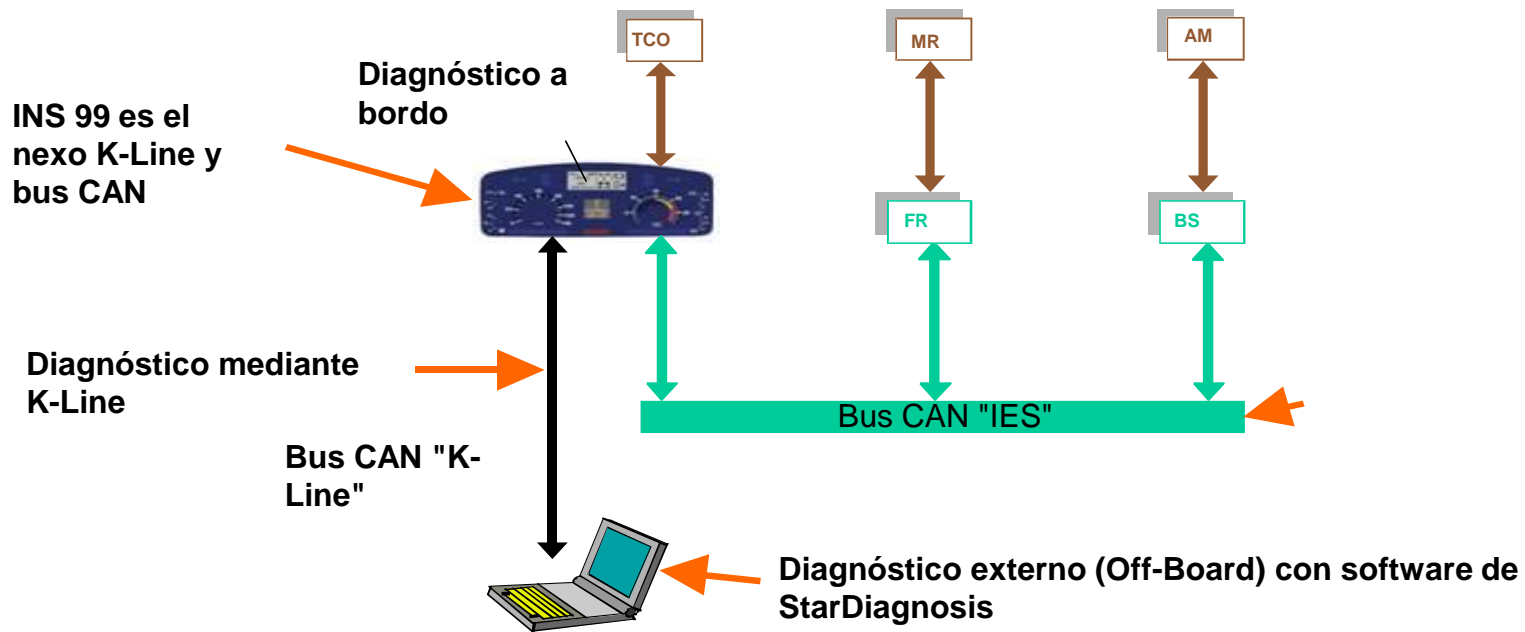 TCO
MR
AM
Diagnóstico a
bordo
INS 99 es el
nexo K-Line y
bus CAN
FR
BS
Diagnóstico mediante
K-Line
Bus CAN "IES"
Bus CAN "K-
Line"
Diagnóstico externo (Off-Board) con software de
StarDiagnosis